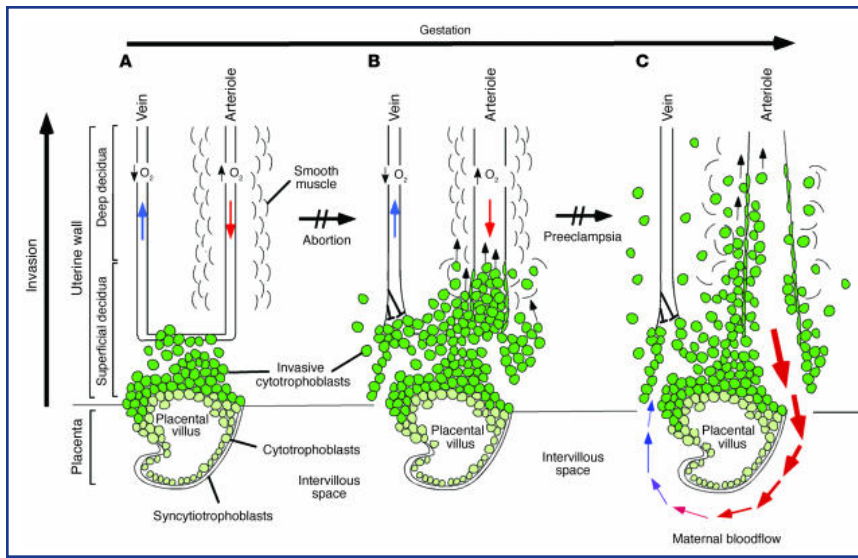 Gestation
A
B
C
Vein
Arteriole
Vein
Arteriole
Vein
Arteriole
Invasion
Uterine wall
Deep decidua
Superficial decidua
Placenta
O2
O2
Smooth
muscle
Abortion
O2
O2
Preeclampsia
Invasive
cytotrophoblasts
Placental
villus
Cytotrophoblasts
Syncytiotrophoblasts
Intervillous
space
Placental
villus
Intervillous
space
Placental
villus
Maternal bloodflow